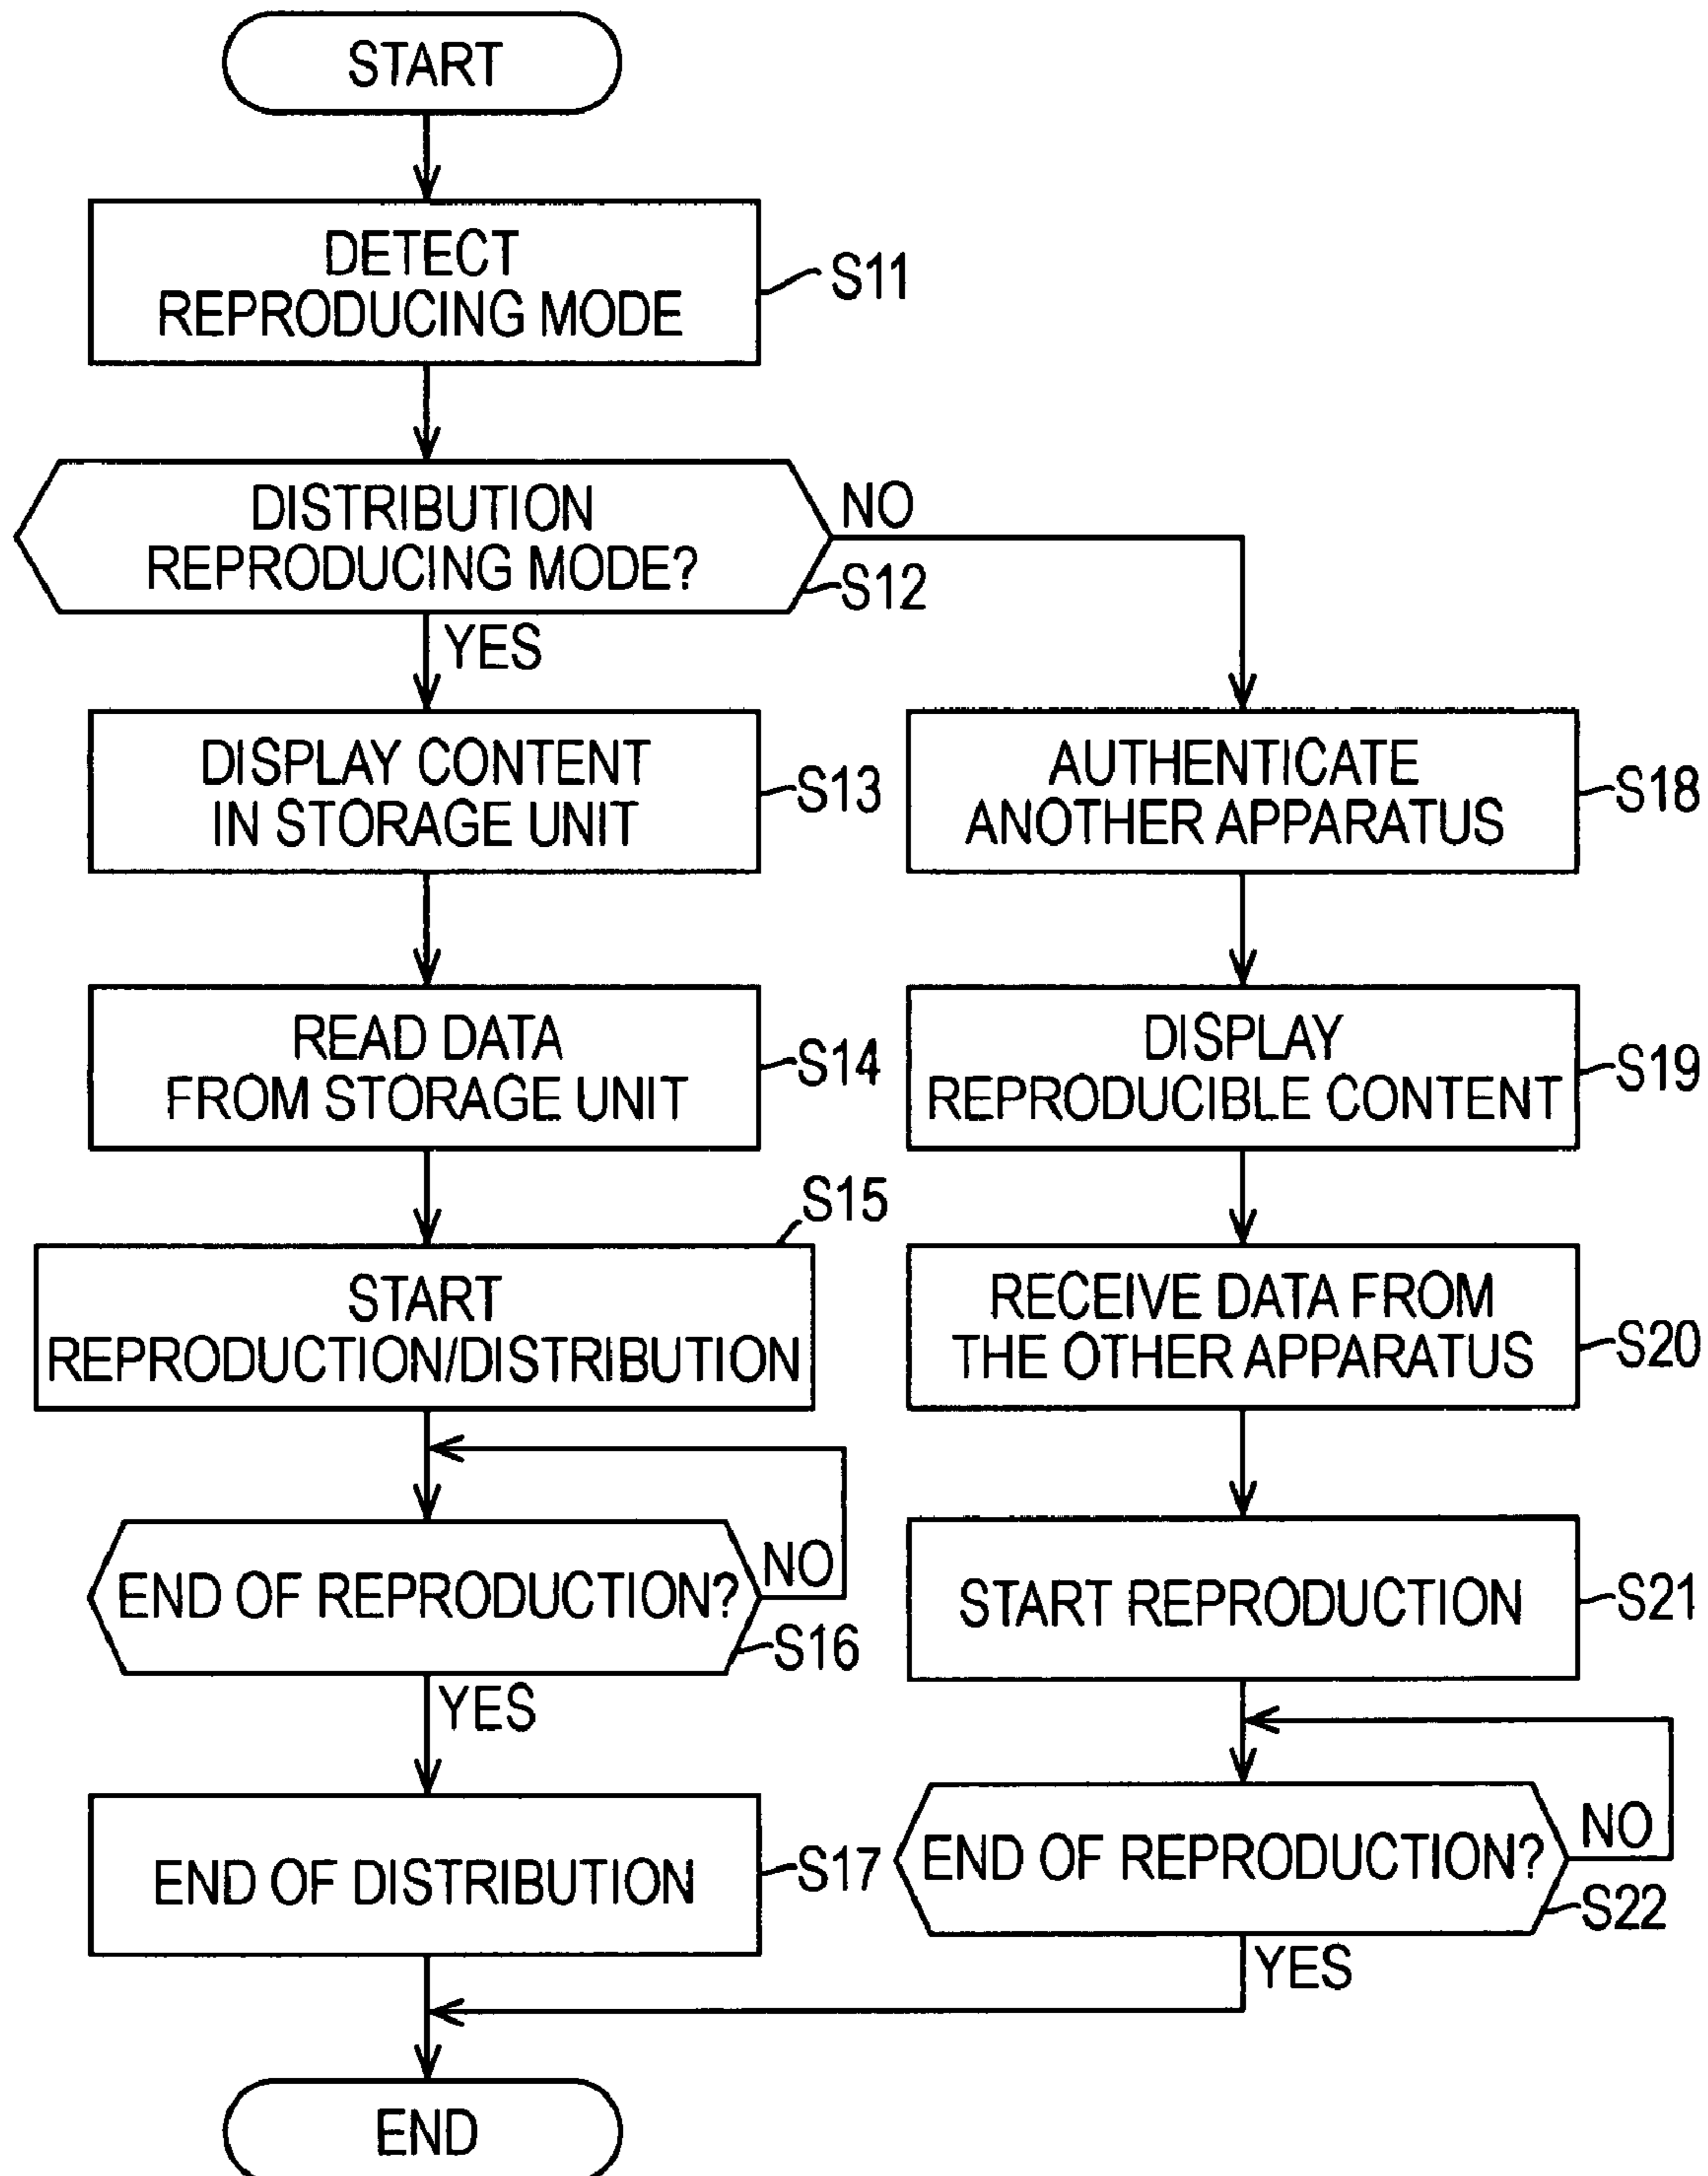 START
DETECT
REPRODUCING MODE
S11
DISTRIBUTION
REPRODUCING MODE?
NO
S12
YES
DISPLAY CONTENT
IN STORAGE UNIT
S13
READ DATA
FROM STORAGE UNIT
S14
S15
START
REPRODUCTION/DISTRIBUTION
END OF REPRODUCTION?
NO
S16
YES
END OF DISTRIBUTION
S17
AUTHENTICATE
ANOTHER APPARATUS
S18
DISPLAY
REPRODUCIBLE CONTENT
S19
RECEIVE DATA FROM
THE OTHER APPARATUS
S20
START REPRODUCTION
S21
END OF REPRODUCTION?
NO
S22
YES
END